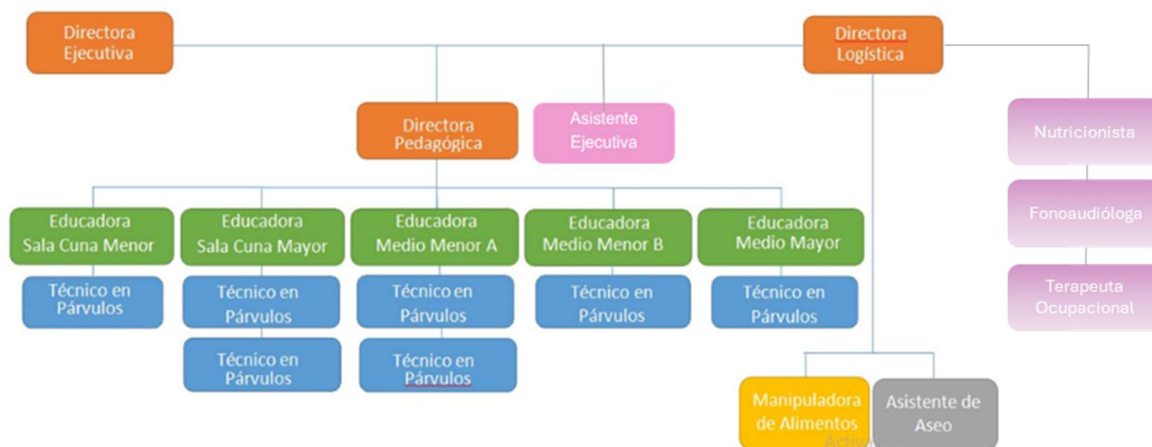 Directora
Ejecutiva
Directora
Logística
Directora
Pedagógica
Asistente
Ejecutiva
Nutricionista
Fonoaudióloga
Terapeuta
Ocupacional
Educadora
Sala Cuna Menor
Educadora
Sala Cuna Mayor
Educadora
Medio Menor A
Educadora
Medio Menor B
Educadora
Medio Mayor
Técnico en
Párvulos
Técnico en
Párvulos
Técnico en
Párvulos
Técnico en
Párvulos
Técnico en
Párvulos
Técnico en
Párvulos
Técnico en
Párvulos
Manipuladora
de Alimentos
Asistente de
Aseo